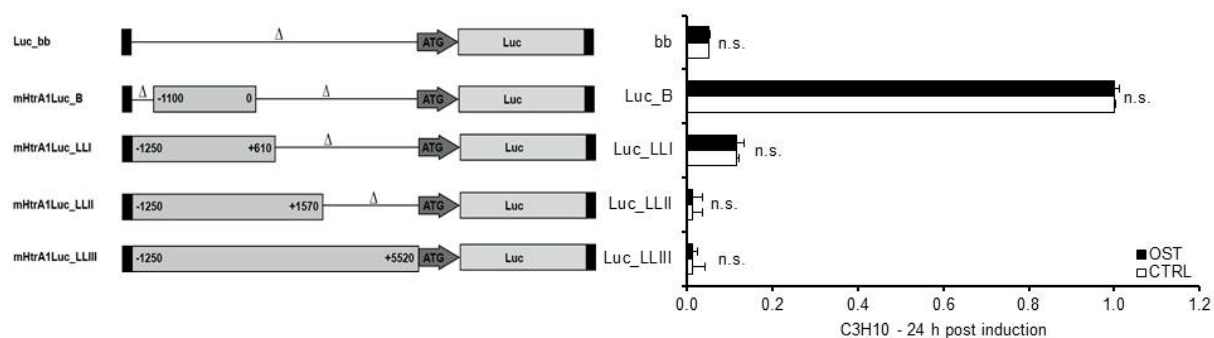 Luc_bb Δ ATG Luc
mHtrA1Luc_B Δ -1100 0 Δ ATG Luc
mHtrA1Luc_LLI -1250 +610 Δ ATG Luc
mHtrA1Luc_LLII -1250 +1570 Δ ATG Luc
mHtrA1Luc_LLIII -1250 +5520 ATG Luc
bb n.s.
Luc_B n.s.
Luc_LLI n.s.
Luc_LLII n.s.
Luc_LLIII n.s.
OST
CTRL
0.0 0.2 0.4 0.6 0.8 1.0 1.2
C3H10 - 24 h post induction